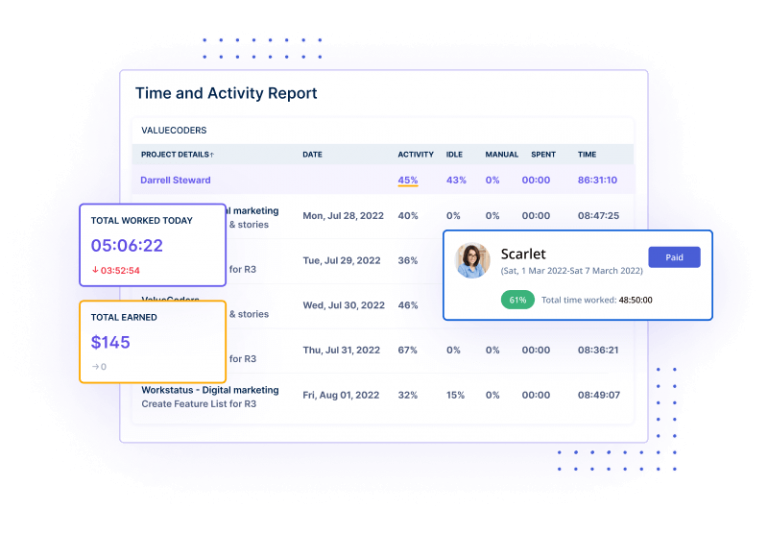 Time and Activity Report
VALUECODERS
PROJECT DETAILS↑ DATE ACTIVITY IDLE MANUAL SPENT TIME
Darrell Steward 45% 43% 0% 00:00 86:31:10
TOTAL WORKED TODAY
05:06:22
↓ 03:52:54
al marketing Mon, Jul 28, 2022 40% 0% 0% 00:00 08:47:25
& stories
for R3 Tue, Jul 29, 2022 36%
Scarlet
(Sat, 1 Mar 2022-Sat 7 March 2022)
Paid
61% Total time worked: 48:50:00
TOTAL EARNED
$145
→ 0
Wed, Jul 30, 2022 46%
& stories
for R3 Thu, Jul 31, 2022 67% 0% 0% 00:00 08:36:21
Workstatus - Digital marketing Fri, Aug 01, 2022 32% 15% 0% 00:00 08:49:07
Create Feature List for R3